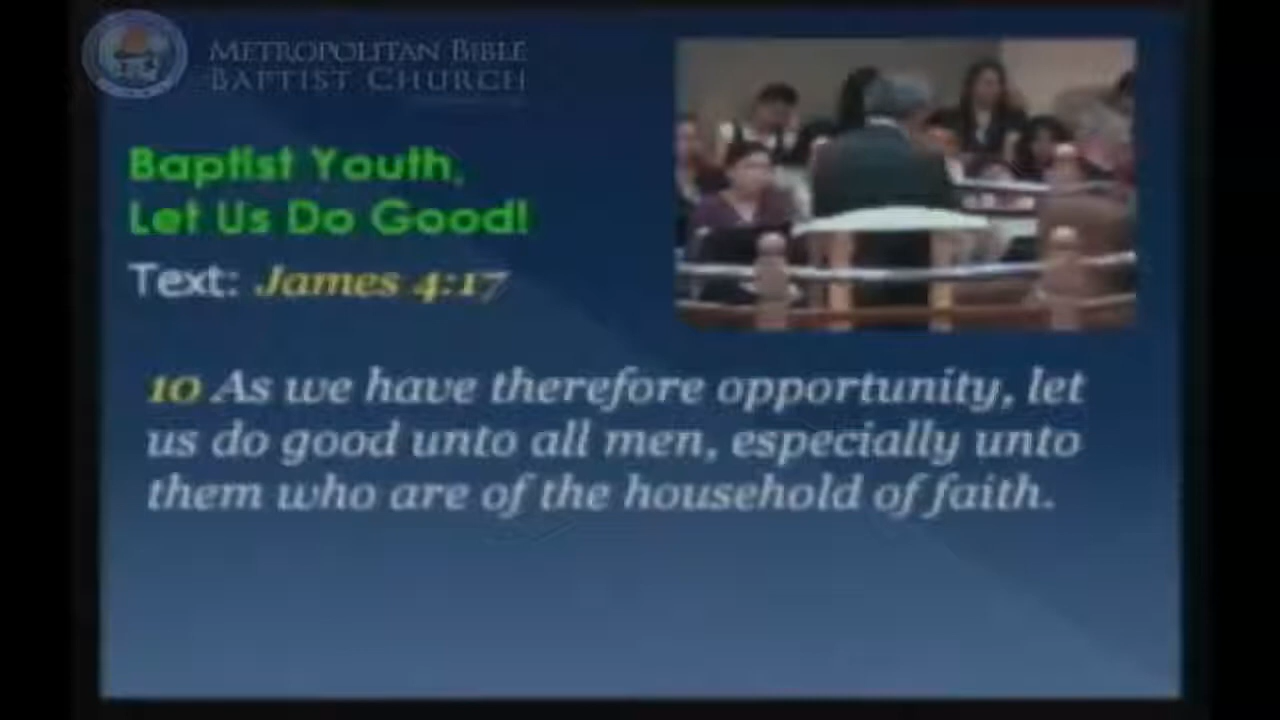 METROPOLITAN BIBLE
BAPTIST CHURCH
Baptist Youth,
Let Us Do Good!
Text: James 4:17
10 As we have therefore opportunity, let
us do good unto all men, especially unto
them who are of the household of faith.